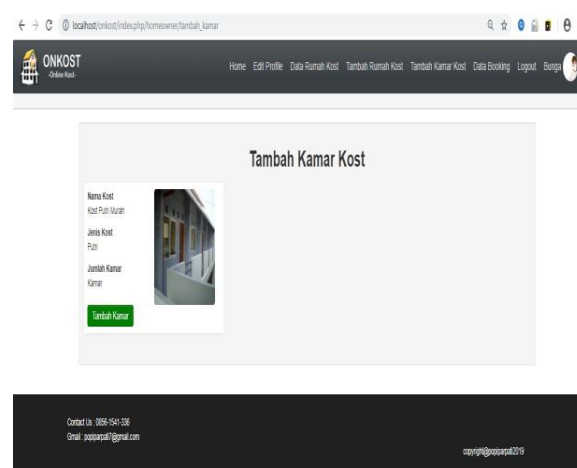 localhost/onkost/index.php/homeowner/tambah_kamar
ONKOST
-Online Kost-
Home Edit Profile Data Rumah Kost Tambah Rumah Kost Tambah Kamar Kost Data Booking Logout Bunga
Tambah Kamar Kost
Nama Kost
Kost Putri Murah
Jenis Kost
Putri
Jumlah Kamar
Kamar
Tambah Kamar
Contact Us : 0856-1541-336
Gmail : popiparpati7@gmail.com
copyright@popiparpati2019